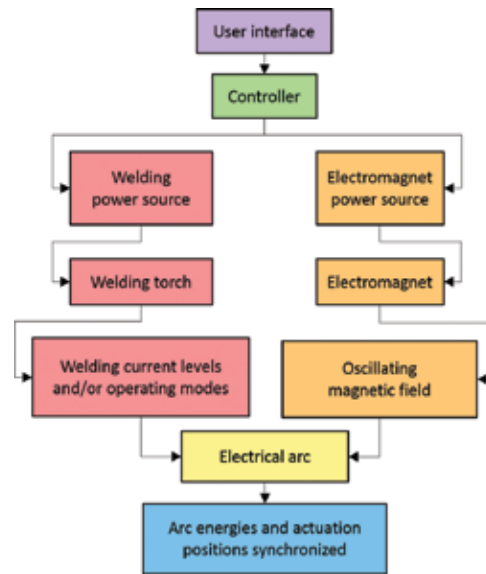 User interface
Controller
Welding
power source
Electromagnet
power source
Welding torch
Electromagnet
Welding current levels
and/or operating modes
Oscillating
magnetic field
Electrical arc
Arc energies and actuation
positions synchronized